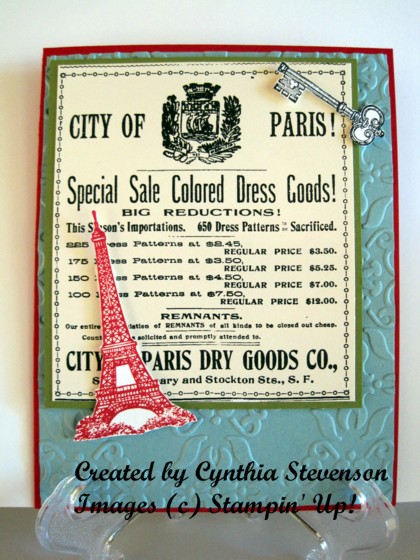 CITY OF PARIS!
Special Sale Colored Dress Goods!
BIG REDUCTIONS!
This 's Importations. 650 Dress Patterns Sacrificed.
225 Patterns at $2.45,
REGULAR PRICE $3.50.
175 Patterns at $3.50,
REGULAR PRICE $5.25.
150 Patterns at $4.50,
REGULAR PRICE $7.00.
100 Patterns at $7.50,
REGULAR PRICE $12.00.
REMNANTS.
Our entire of REMNANTS of all kinds to be closed out cheap.
solicited and promptly attended to.
CITY PARIS DRY GOODS CO.,
and Stockton Sts., S. F.
Created by Cynthia Stevenson
Images (c) Stampin' Up!